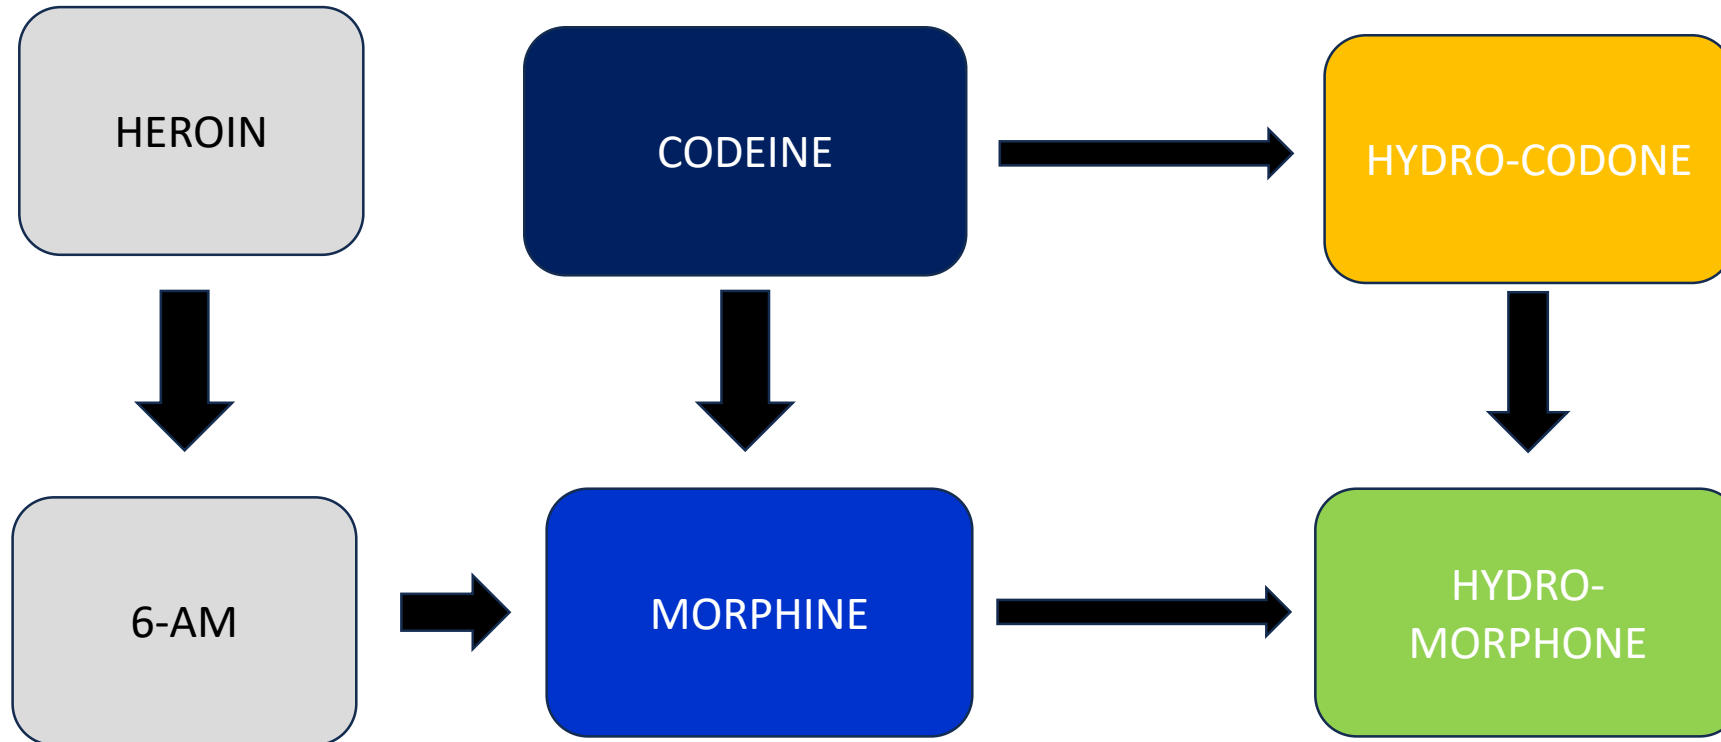 HEROIN
CODEINE
HYDRO-CODONE
6-AM
MORPHINE
HYDRO-
MORPHONE